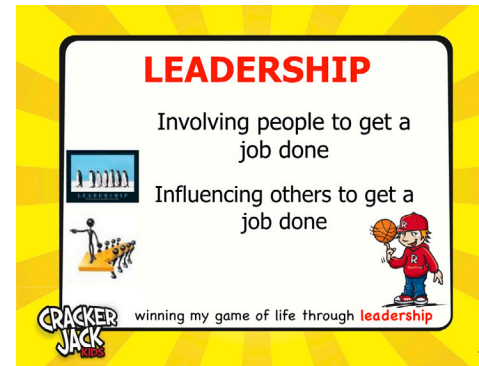 LEADERSHIP
Involving people to get a
job done
LEADERSHIP
Influencing others to get a
job done
R
CRACKER
JACK
KIDS
winning my game of life through leadership